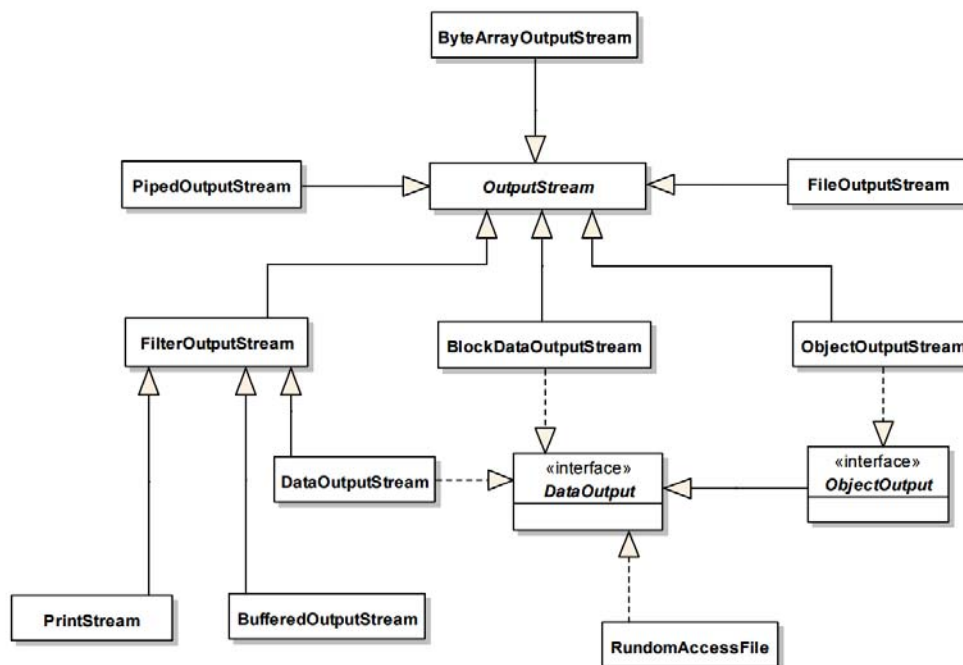 ByteArrayOutputStream
PipedOutputStream
OutputStream
FileOutputStream
FilterOutputStream
BlockDataOutputStream
ObjectOutputStream
DataOutputStream
«interface»
DataOutput
«interface»
ObjectOutput
PrintStream
BufferedOutputStream
RundomAccessFile